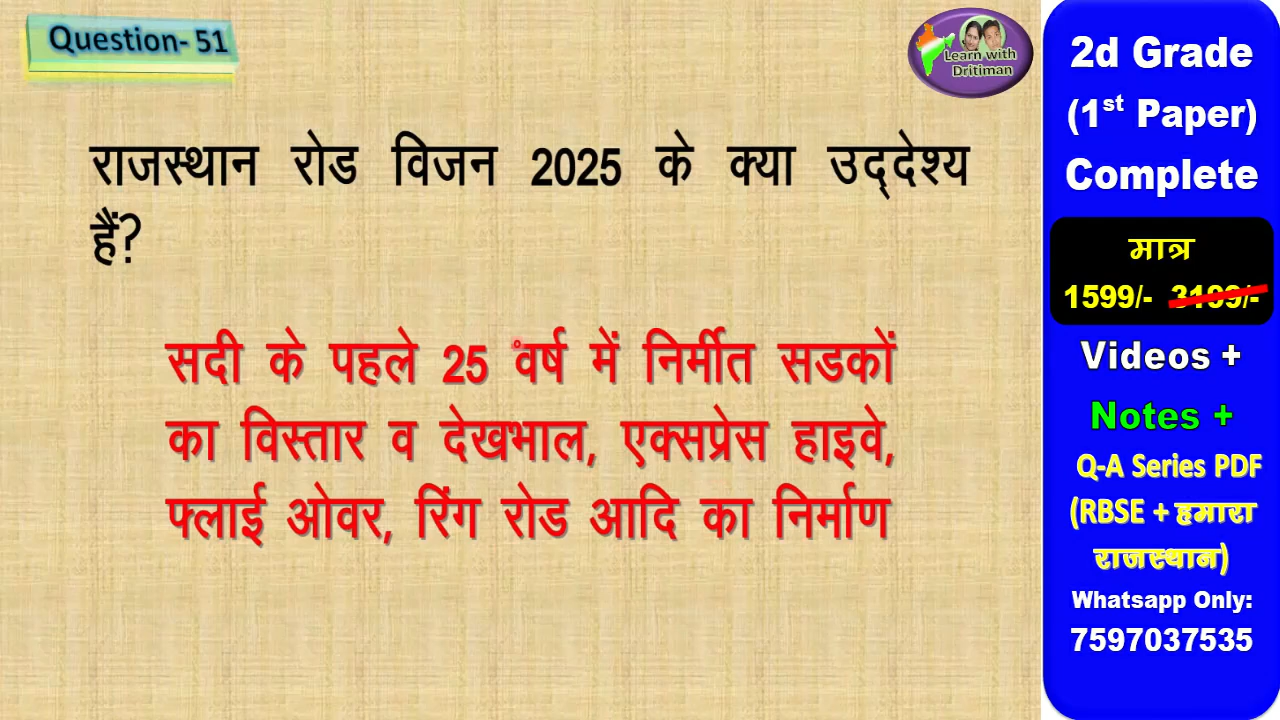 Question- 51
Learn with
Dritiman
राजस्थान रोड विजन 2025 के क्या उद्देश्य
हैं?
सदी के पहले 25 वर्ष में निर्मीत सडकों
का विस्तार व देखभाल, एक्सप्रेस हाइवे,
फ्लाई ओवर, रिंग रोड आदि का निर्माण
2d Grade
(1st Paper)
Complete
मात्र
1599/- 3199/-
Videos +
Notes +
Q-A Series PDF
(RBSE + हमारा
राजस्थान)
Whatsapp Only:
7597037535